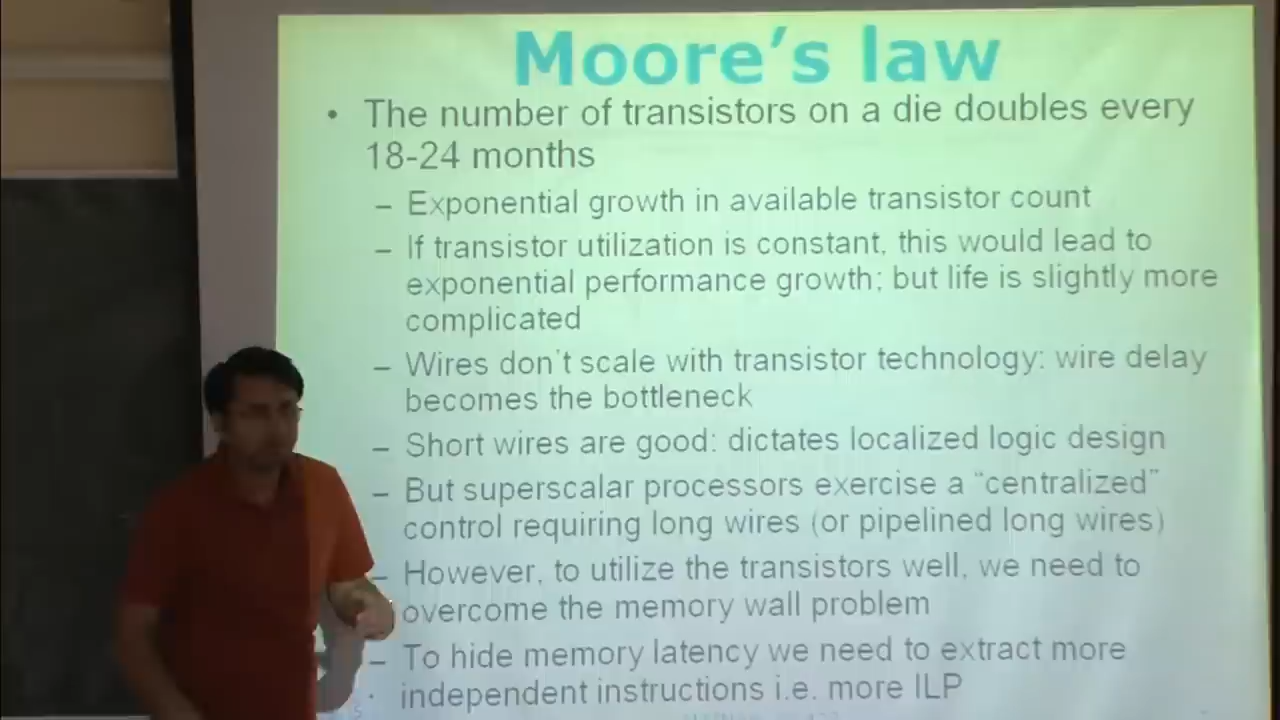 Moore's law
• The number of transistors on a die doubles every
18-24 months
– Exponential growth in available transistor count
– If transistor utilization is constant, this would lead to
exponential performance growth; but life is slightly more
complicated
– Wires don't scale with transistor technology: wire delay
becomes the bottleneck
– Short wires are good: dictates localized logic design
– But superscalar processors exercise a “centralized”
control requiring long wires (or pipelined long wires)
– However, to utilize the transistors well, we need to
overcome the memory wall problem
– To hide memory latency we need to extract more
independent instructions i.e. more ILP